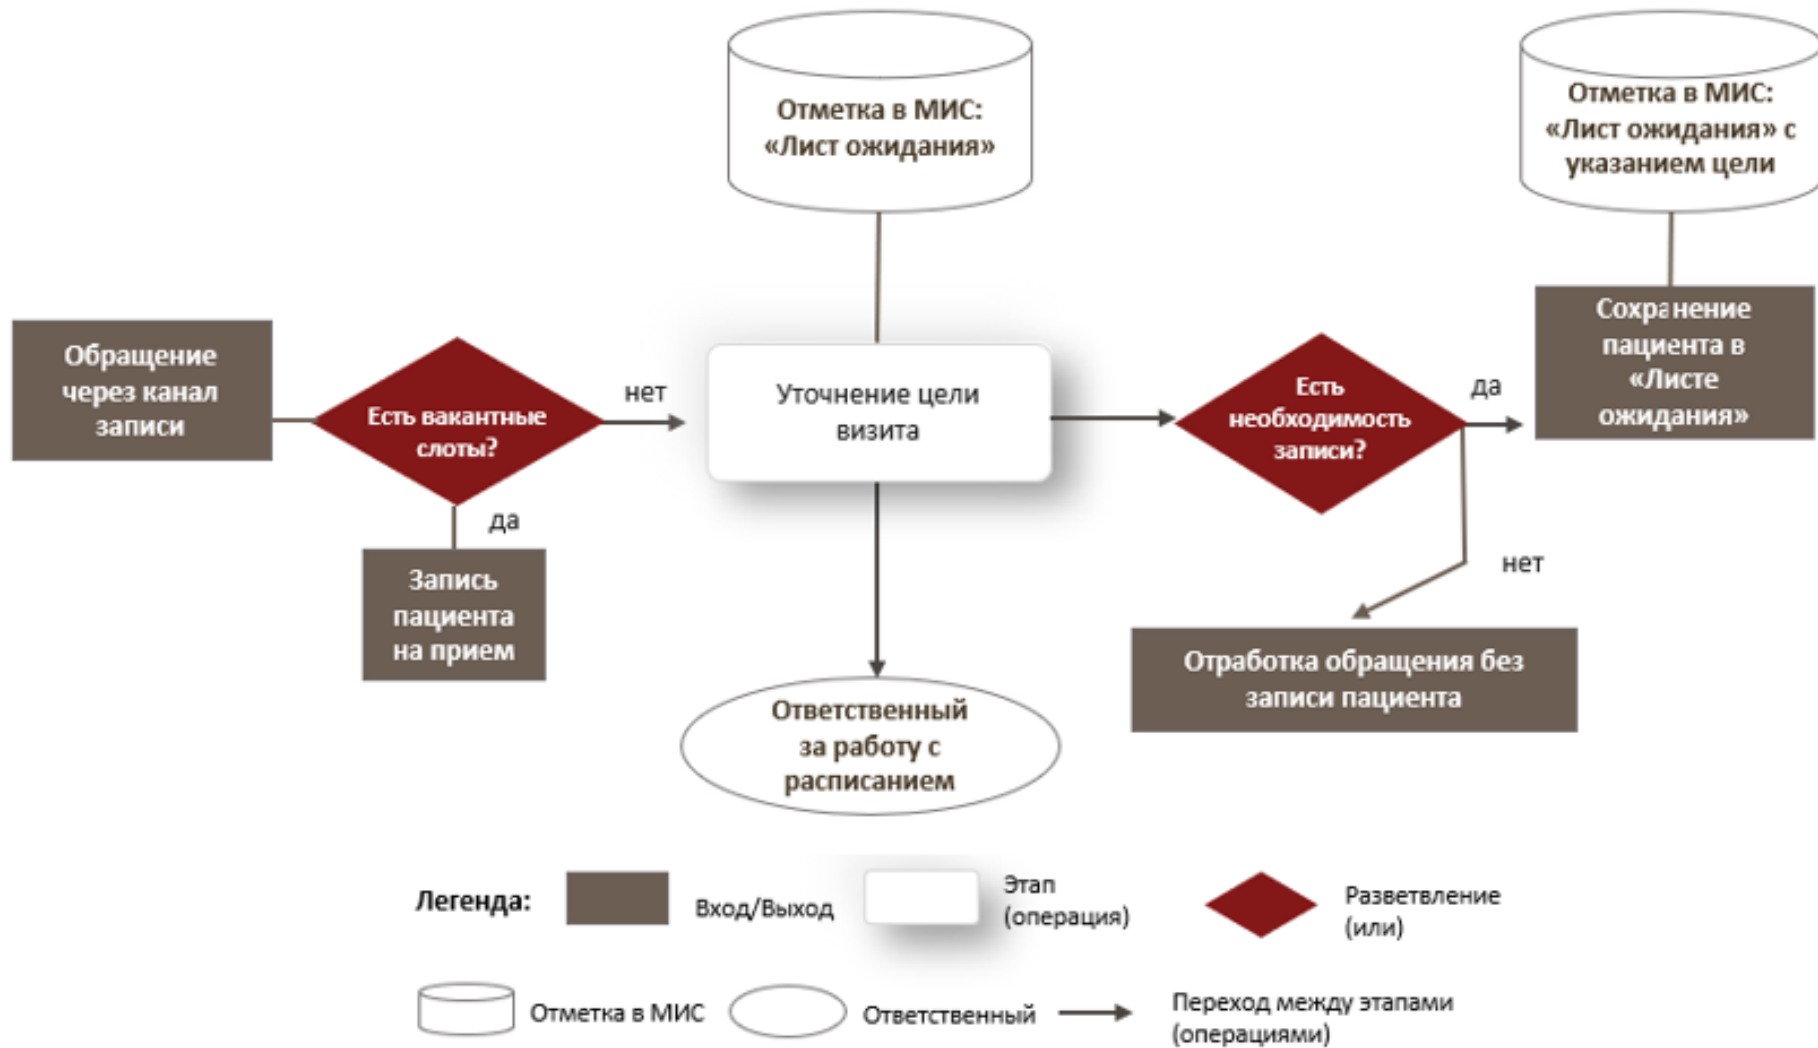 Отметка в МИС:
«Лист ожидания»
Отметка в МИС:
«Лист ожидания» с
указанием цели
Обращение
через канал
записи
Есть вакантные
слоты?
нет
да
Запись
пациента
на прием
Уточнение цели
визита
Ответственный
за работу с
расписанием
Есть
необходимость
записи?
да
Сохранение
пациента в
«Листе
ожидания»
нет
Отработка обращения без
записи пациента
Легенда:
Вход/Выход
Этап
(операция)
Разветвление
(или)
Отметка в МИС
Ответственный
Переход между этапами
(операциями)